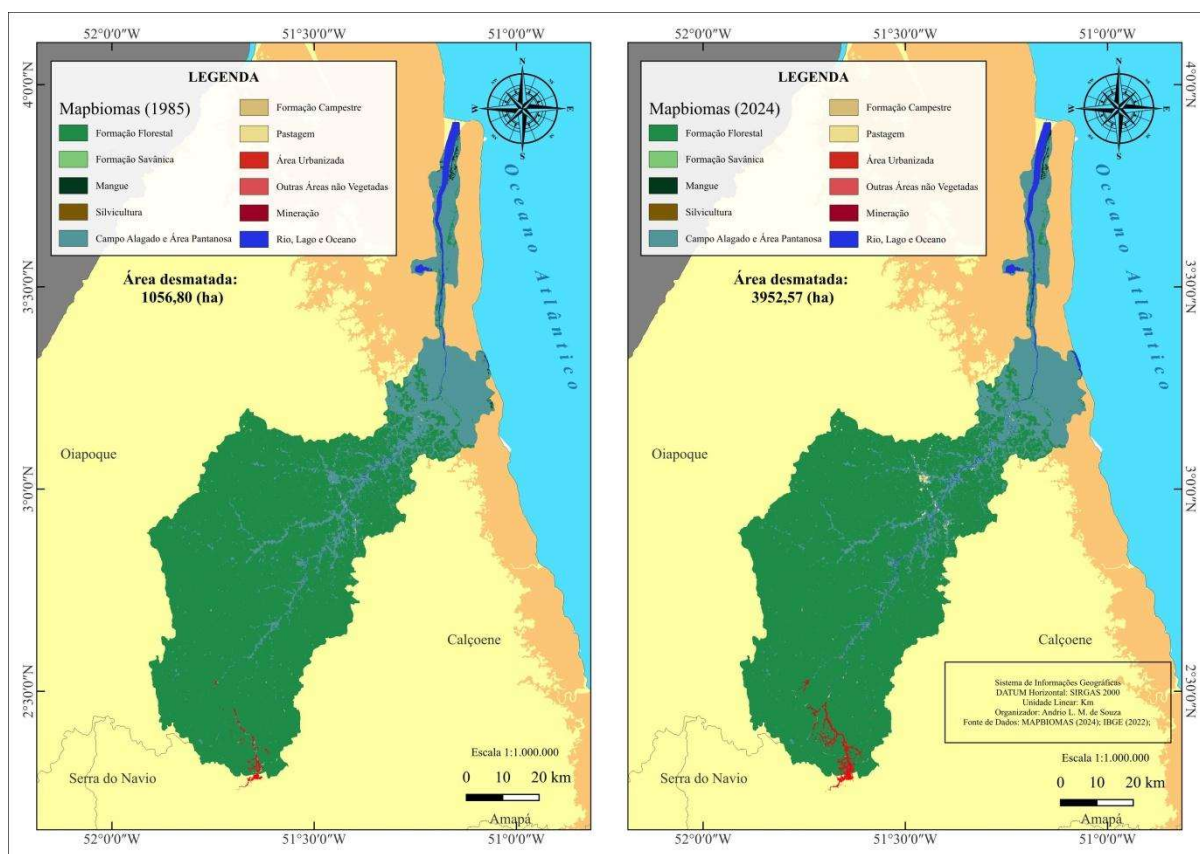 52°0'0"W 51°30'0"W 51°0'0"W
4°0'0"N
3°30'0"N
3°0'0"N
2°30'0"N
LEGENDA
Mapbiomas (1985)
Formação Florestal
Formação Savânica
Mangue
Silvicultura
Campo Alagado e Área Pantanosa
Formação Campestre
Pastagem
Área Urbanizada
Outras Áreas não Vegetadas
Mineração
Rio, Lago e Oceano
N
W E
S
Área desmatada:
1056,80 (ha)
Oceano Atlântico
Oiapoque
Calçoene
Serra do Navio
Escala 1:1.000.000
0 10 20 km
Amapá
52°0'0"W 51°30'0"W 51°0'0"W
52°0'0"W 51°30'0"W 51°0'0"W
LEGENDA
Mapbiomas (2024)
Formação Florestal
Formação Savânica
Mangue
Silvicultura
Campo Alagado e Área Pantanosa
Formação Campestre
Pastagem
Área Urbanizada
Outras Áreas não Vegetadas
Mineração
Rio, Lago e Oceano
N
W E
S
Área desmatada:
3952,57 (ha)
Oceano Atlântico
Oiapoque
Calçoene
Sistema de Informações Geográficas
DATUM Horizontal: SIRGAS 2000
Unidade Linear: Km
Organizador: Andrio L. M. de Souza
Fonte de Dados: MAPBIOMAS (2024); IBGE (2022);
Serra do Navio
Escala 1:1.000.000
0 10 20 km
Amapá
4°0'0"N
3°30'0"N
3°0'0"N
2°30'0"N
52°0'0"W 51°30'0"W 51°0'0"W